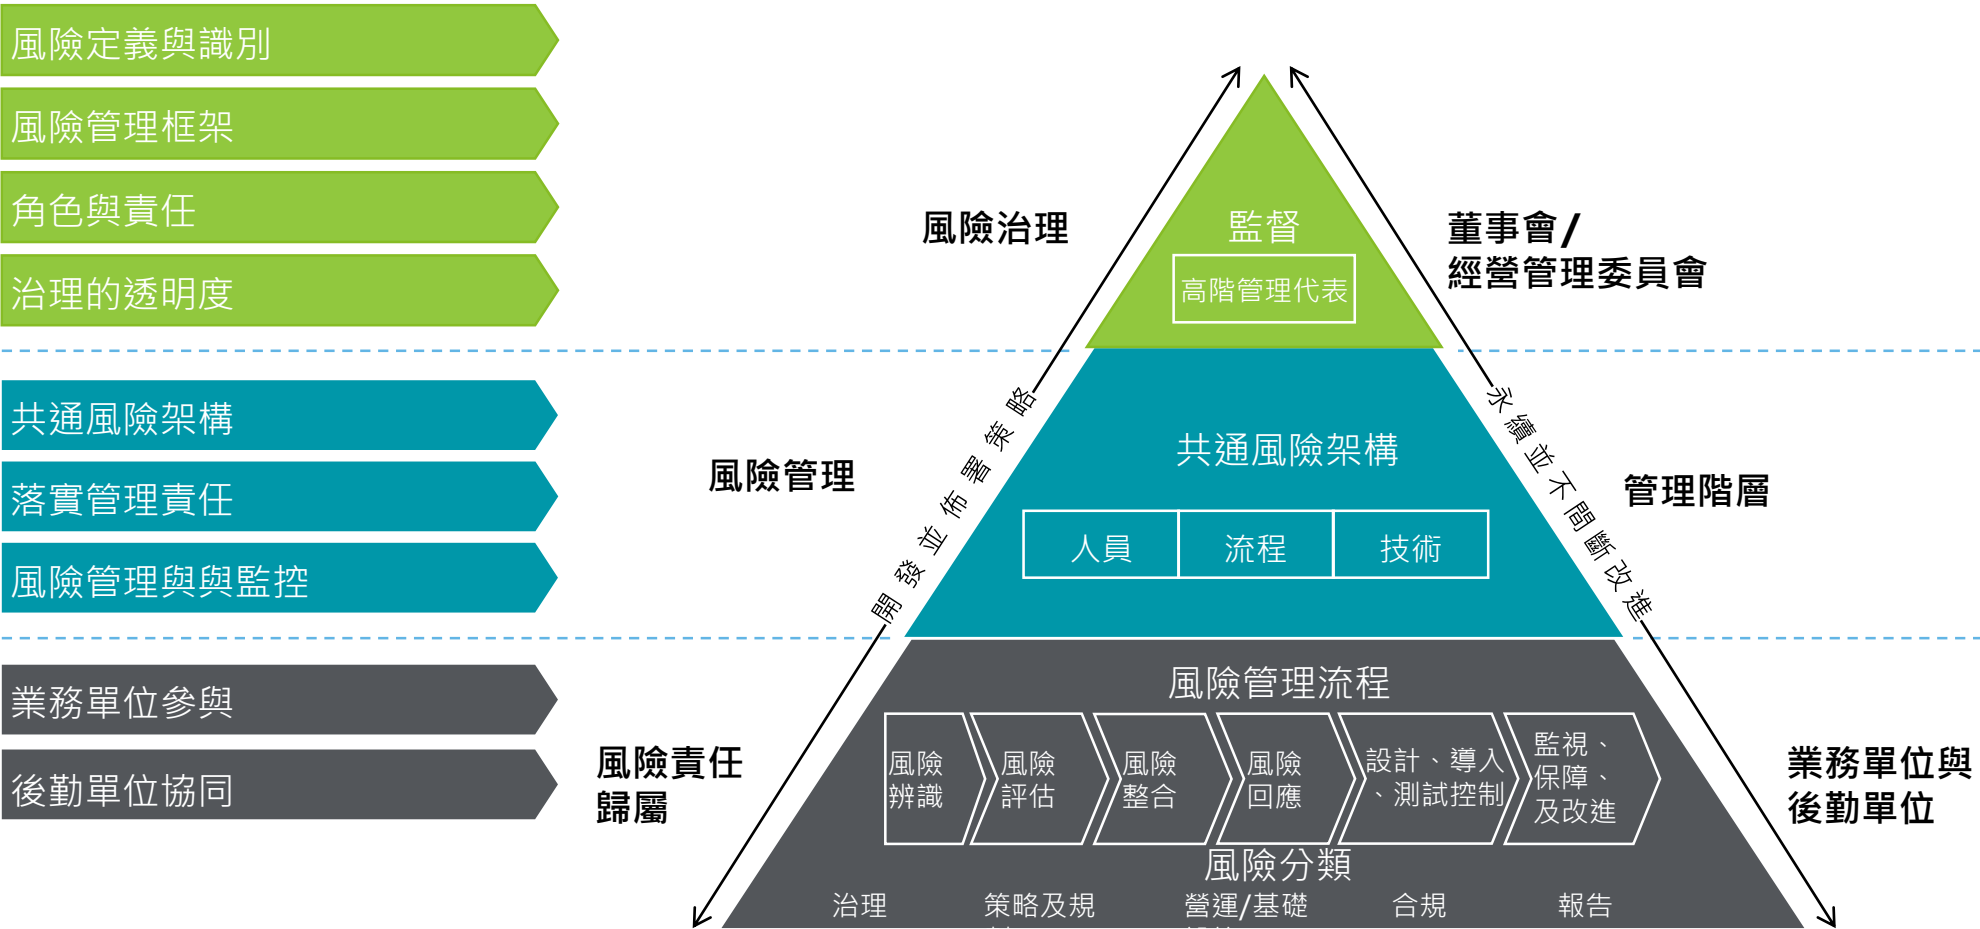 風險定義與識別
風險管理框架
角色與責任
治理的透明度
共通風險架構
落實管理責任
風險管理與與監控
業務單位參與
後勤單位協同
風險治理
風險管理
風險責任
歸屬
開發並佈署策略
監督
高階管理代表
共通風險架構
人員
流程
技術
風險管理流程
風險
辨識
風險
評估
風險
整合
風險
回應
設計、導入
、測試控制
監視、
保障、
及改進
風險分類
治理
策略及規
營運/基礎
合規
報告
永續並不間斷改進
董事會/
經營管理委員會
管理階層
業務單位與
後勤單位